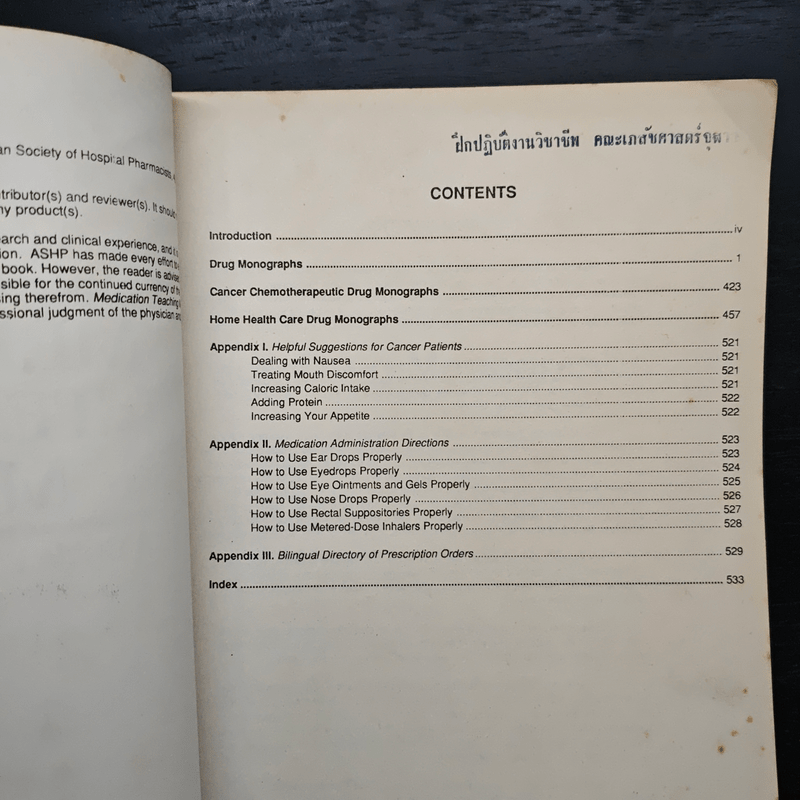 an Society of Hospital Pharmacists
tributor(s) and reviewer(s). It should
ny product(s).
arch and clinical experience, and it is
ion. ASHP has made every effort to
book. However, the reader is advised
sible for the continued currency of the
ing therefrom. Medication Teaching
ssional judgment of the physician and
ฝึกปฏิบัติงานวิชาชีพ คณะเภสัชศาสตร์จุฬา
CONTENTS
Introduction ........ iv
Drug Monographs ........ 1
Cancer Chemotherapeutic Drug Monographs ........ 423
Home Health Care Drug Monographs ........ 457
Appendix I. Helpful Suggestions for Cancer Patients ........ 521
Dealing with Nausea ........ 521
Treating Mouth Discomfort ........ 521
Increasing Caloric Intake ........ 521
Adding Protein ........ 522
Increasing Your Appetite ........ 522
Appendix II. Medication Administration Directions ........ 523
How to Use Ear Drops Properly ........ 523
How to Use Eyedrops Properly ........ 524
How to Use Eye Ointments and Gels Properly ........ 525
How to Use Nose Drops Properly ........ 526
How to Use Rectal Suppositories Properly ........ 527
How to Use Metered-Dose Inhalers Properly ........ 528
Appendix III. Bilingual Directory of Prescription Orders ........ 529
Index ........ 533